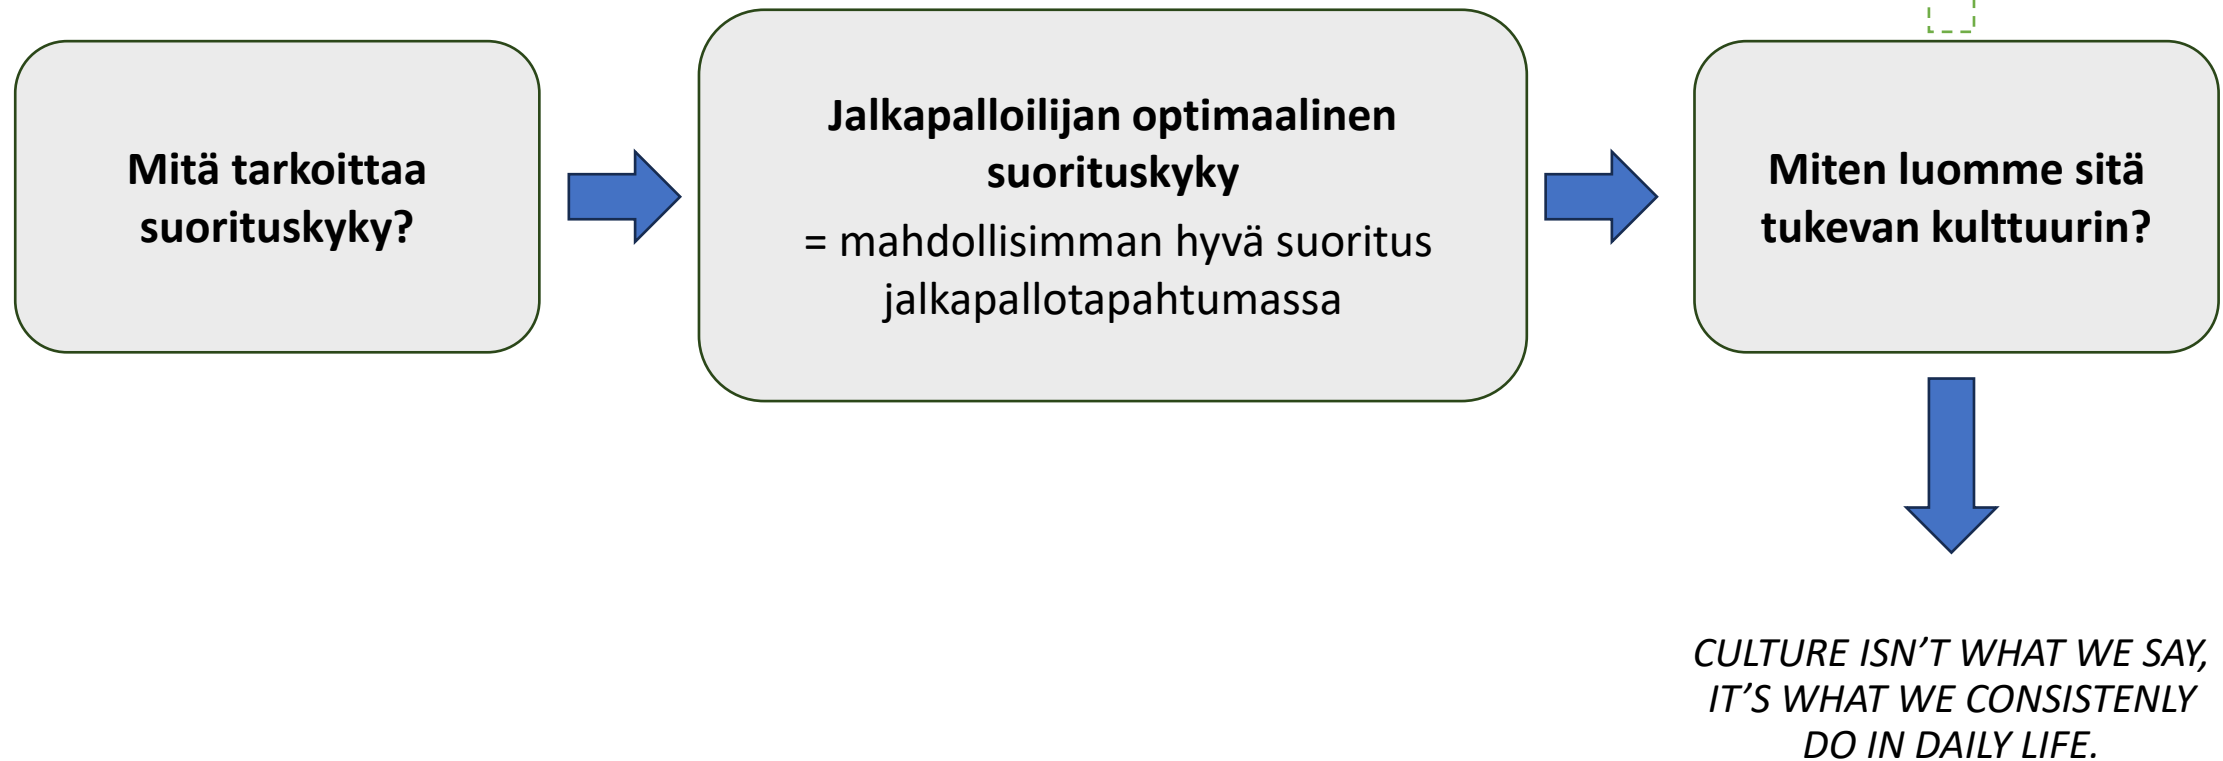 Mitä tarkoittaa
suorituskyky?
Jalkapalloilijan optimaalinen
suorituskyky
= mahdollisimman hyvä suoritus
jalkapallotapahtumassa
Miten luomme sitä
tukevan kulttuurin?
CULTURE ISN’T WHAT WE SAY,
IT’S WHAT WE CONSISTENLY
DO IN DAILY LIFE.